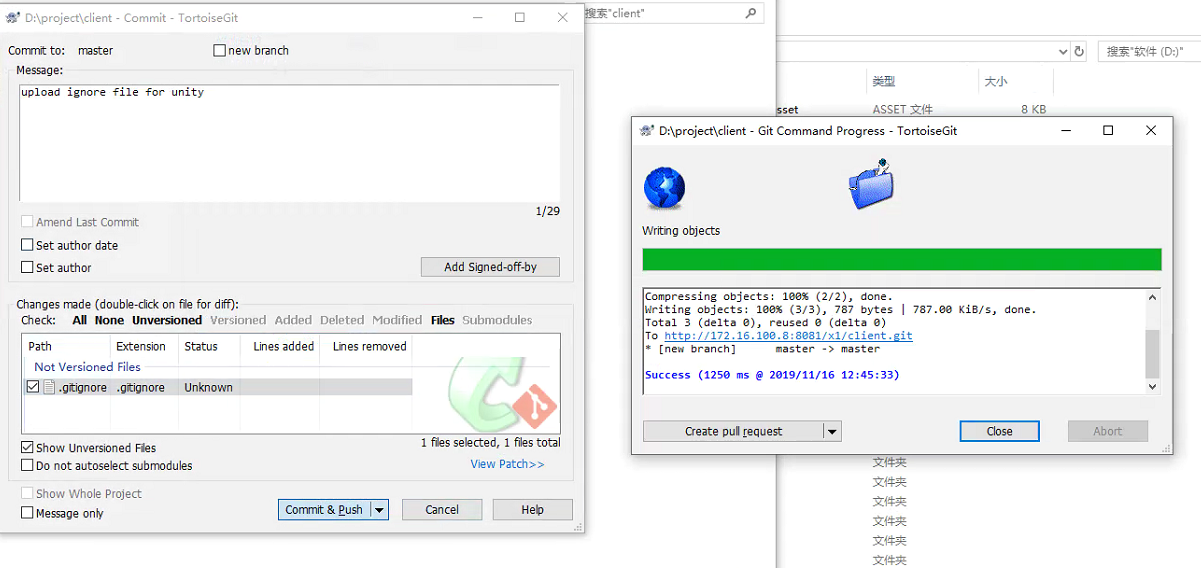 D:\project\client - Commit - TortoiseGit
搜索"client"
Commit to: master
new branch
Message:
upload ignore file for unity
1/29
Amend Last Commit
Set author date
Set author
Add Signed-off-by
Changes made (double-click on file for diff):
Check: All None Unversioned Versioned Added Deleted Modified Files Submodules
Path Extension Status Lines added Lines removed
Not Versioned Files
.gitignore .gitignore Unknown
Show Unversioned Files
1 files selected, 1 files total
Do not autoselect submodules
View Patch>>
Show Whole Project
Message only
Commit & Push
Cancel
Help
搜索"软件 (D:)"
类型 大小
sset ASSET 文件 8 KB
D:\project\client - Git Command Progress - TortoiseGit
Writing objects
Compressing objects: 100% (2/2), done.
Writing objects: 100% (3/3), 787 bytes | 787.00 KiB/s, done.
Total 3 (delta 0), reused 0 (delta 0)
To http://172.16.100.8:8081/x1/client.git
* [new branch] master -> master
Success (1250 ms @ 2019/11/16 12:45:33)
Create pull request
Close
Abort
文件夹
文件夹
文件夹
文件夹
文件夹
文件夹